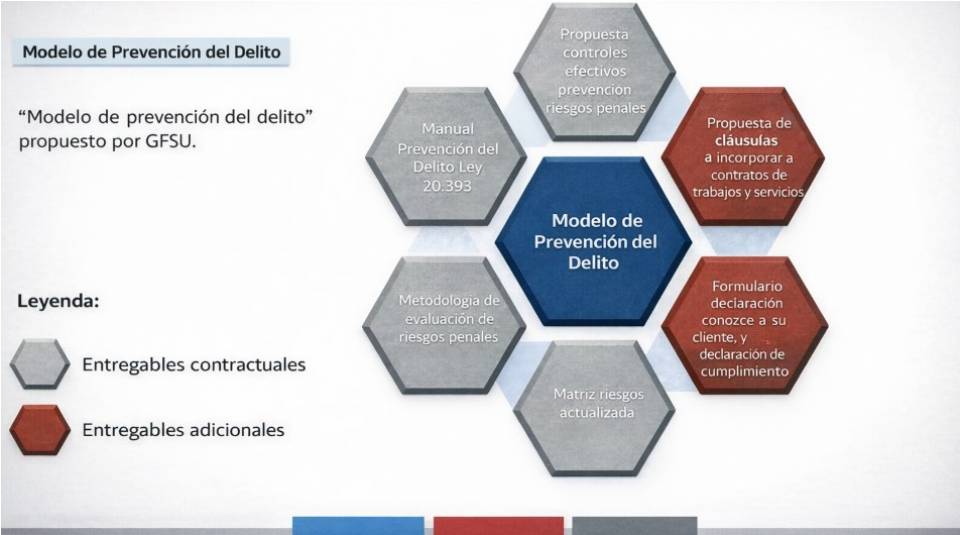 Modelo de Prevención del Delito
“Modelo de prevención del delito”
propuesto por GFSU.
Leyenda:
Entregables contractuales
Entregables adicionales
Propuesta
controles
efectivos
prevención
riesgos penales
Manual
Prevención del
Delito Ley
20.393
Propuesta de
cláusulas
a incorporar a
contratos de
trabajos y servicios
Modelo de
Prevención del
Delito
Metodologia de
evaluación de
riesgos penales
Formulario
declaración
conozce a su
cliente, y
declaración de
cumplimiento
Matriz riesgos
actualizada